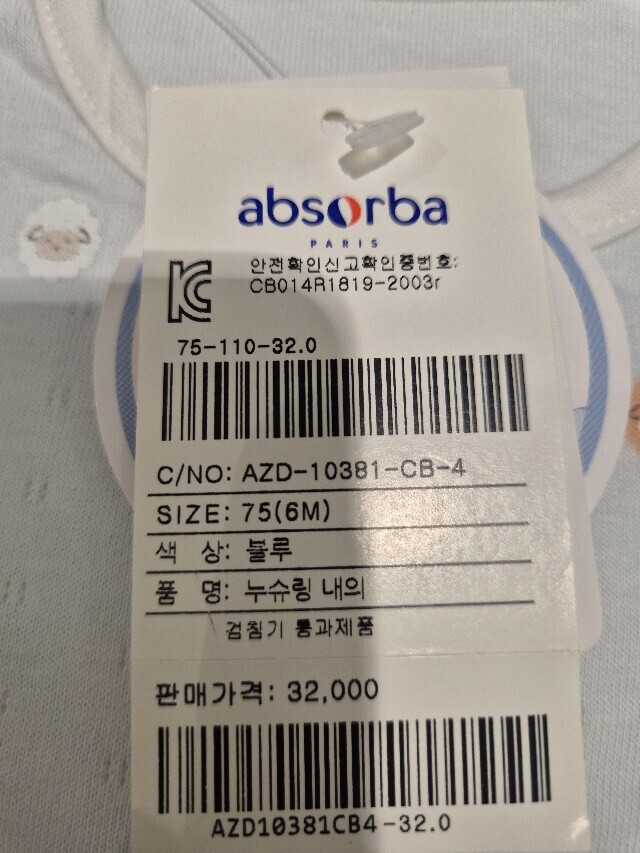 absorba
PARIS
안전확인신고확인증번호:
CB014R1819-2003r
75-110-32.0
C/NO: AZD-10381-CB-4
SIZE: 75(6M)
색 상: 블루
품 명: 누슈링 내의
검침기 통과제품
판매가격: 32,000
AZD10381CB4-32.0